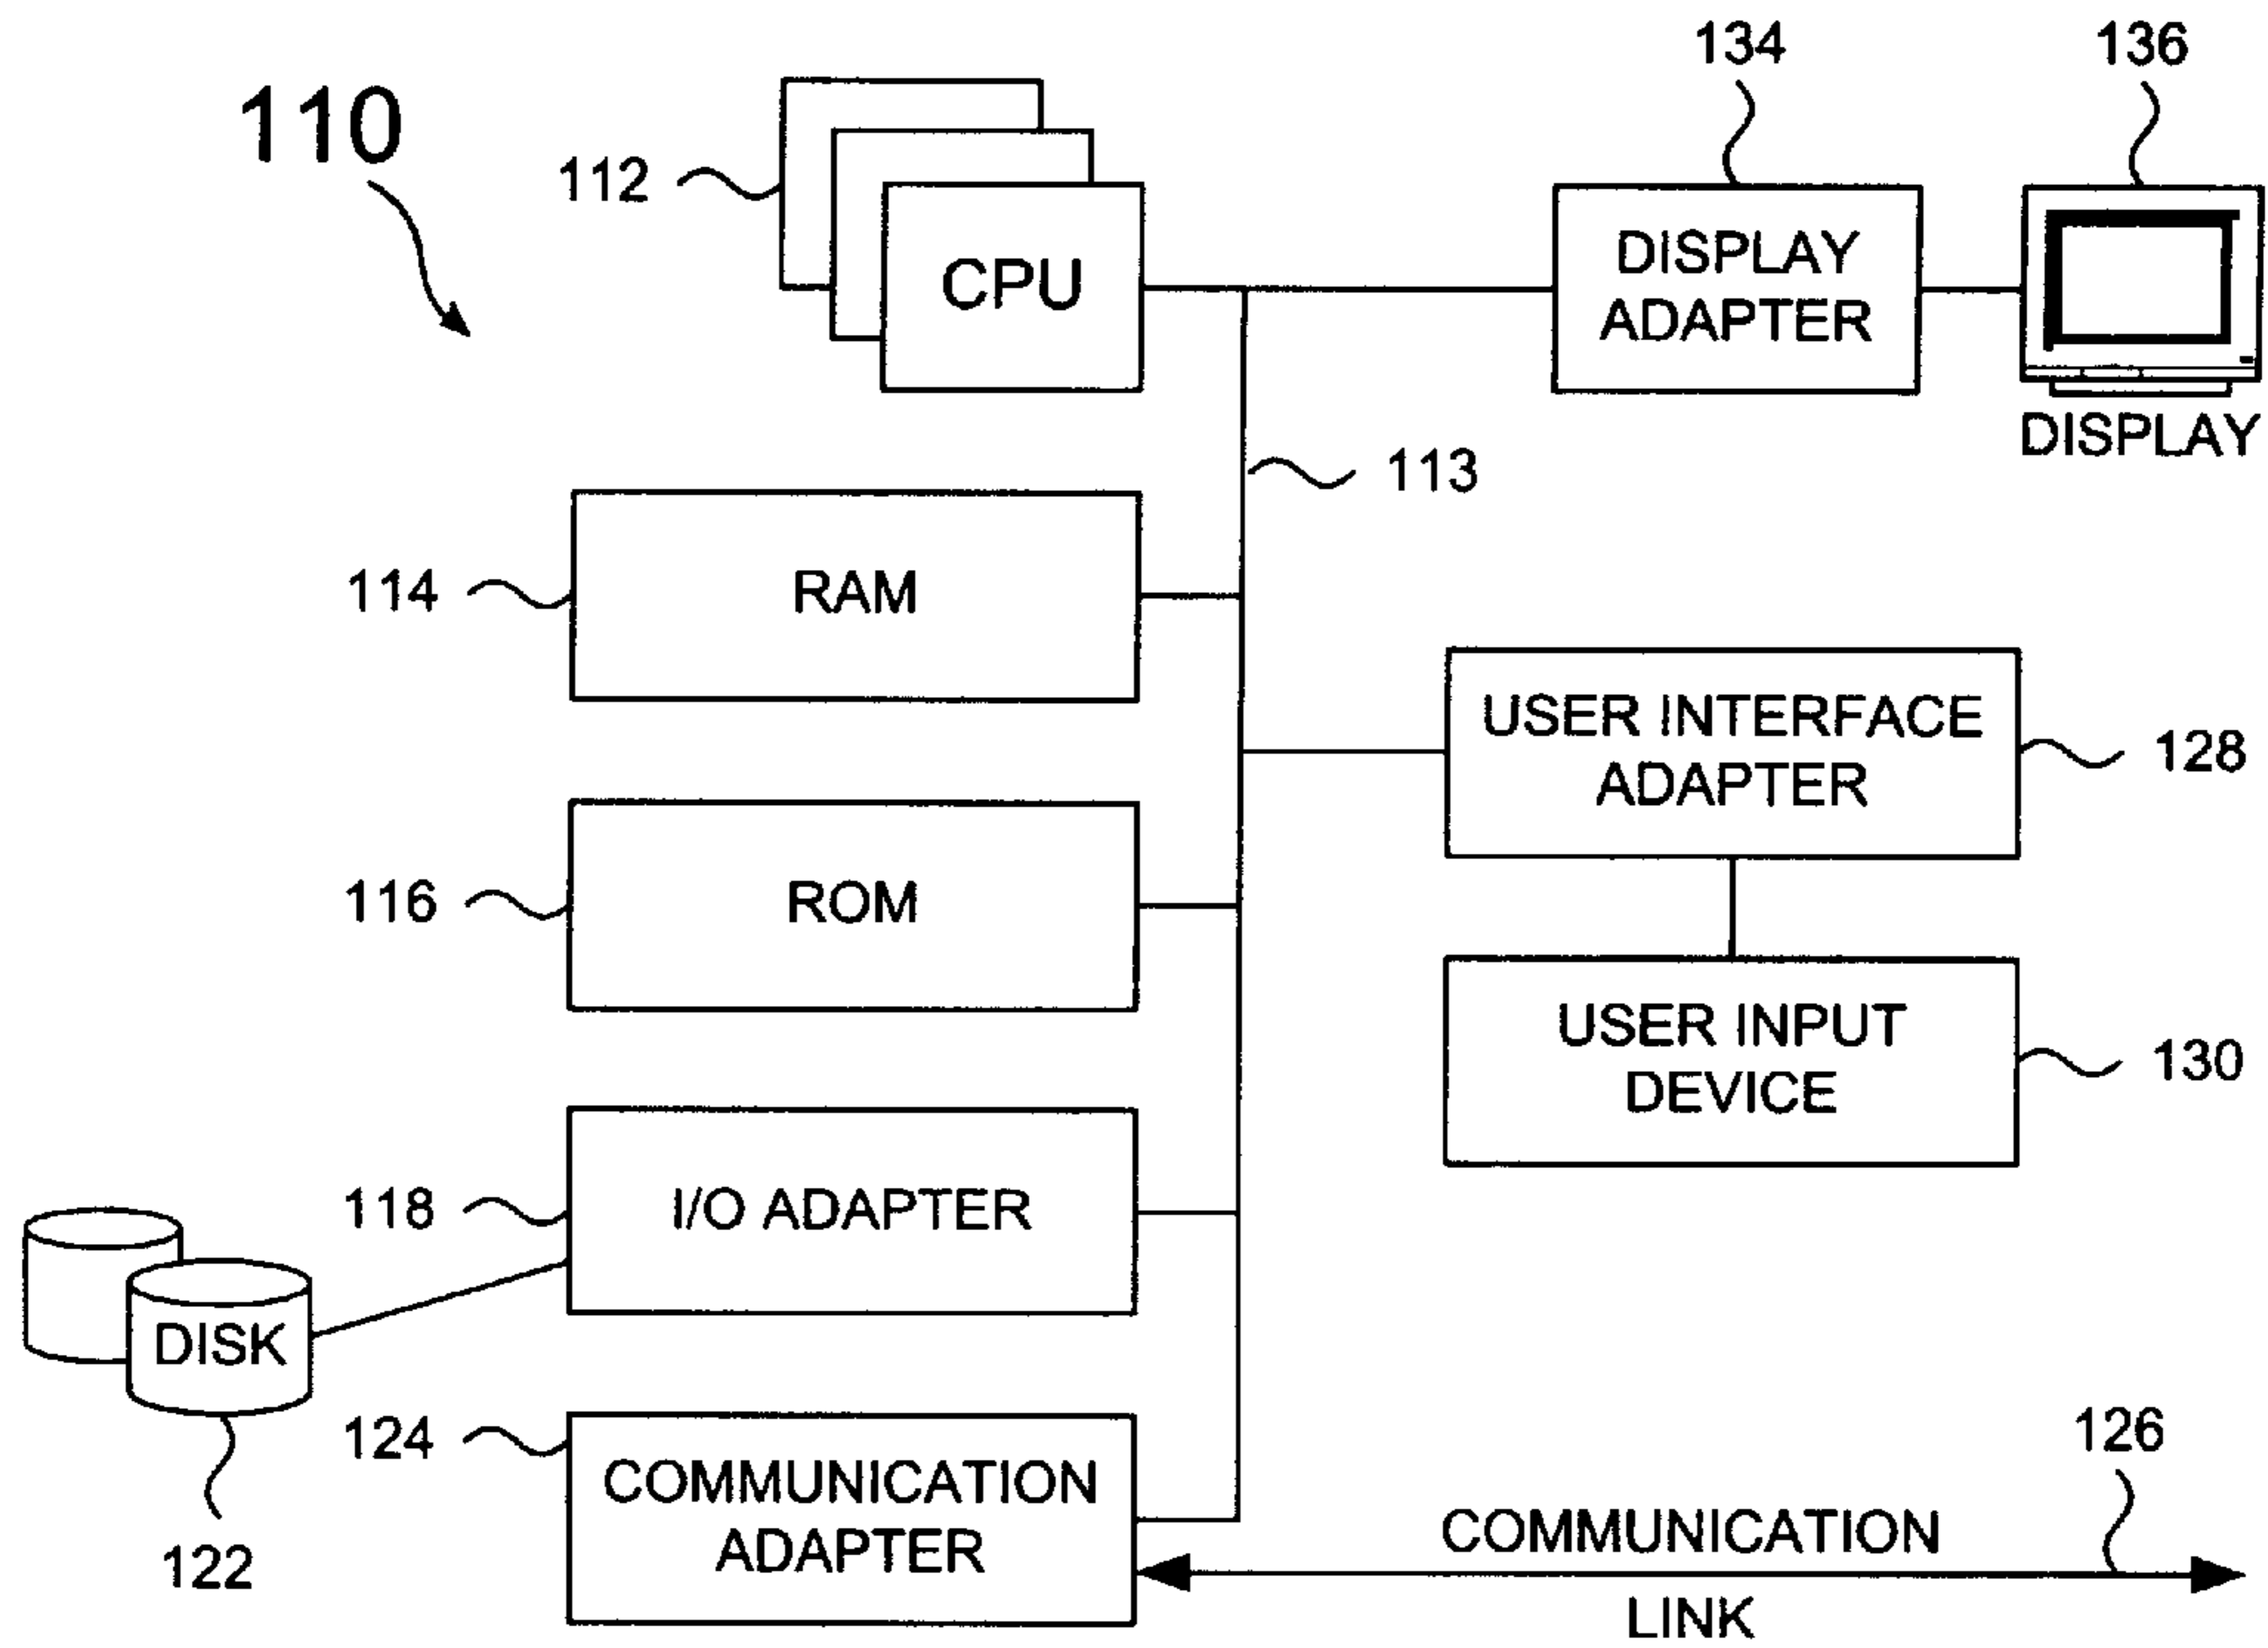 134
136
110
112
CPU
DISPLAY
ADAPTER
DISPLAY
113
114
RAM
USER INTERFACE
ADAPTER
128
116
ROM
USER INPUT
DEVICE
130
118
I/O ADAPTER
DISK
122
124
COMMUNICATION
ADAPTER
126
COMMUNICATION
LINK